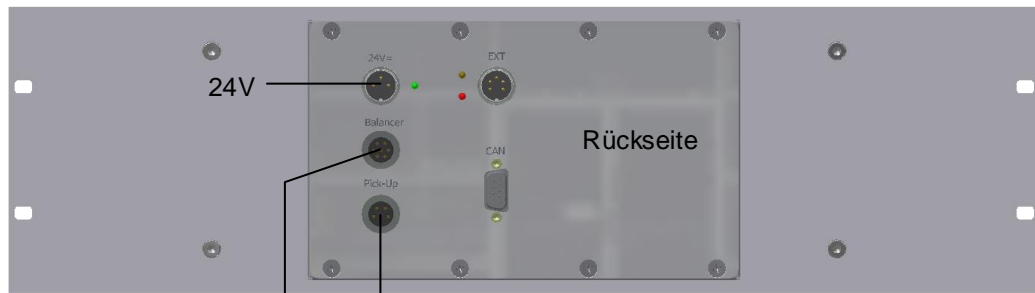 24V=
EXT
24V
Balancer
Rückseite
CAN
Pick-Up